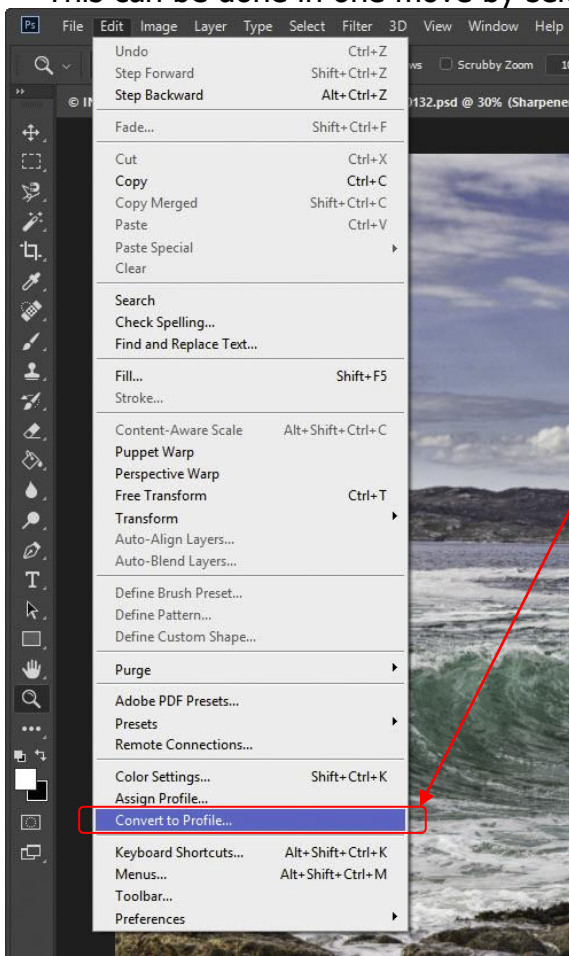 This can be done in one move by sel
Ps File Edit Image Layer Type Select Filter 3D View Window Help
Scrubby Zoom
0132.psd @ 30% (Sharpene
Undo Ctrl+Z
Step Forward Shift+Ctrl+Z
Step Backward Alt+Ctrl+Z
Fade... Shift+Ctrl+F
Cut Ctrl+X
Copy Ctrl+C
Copy Merged Shift+Ctrl+C
Paste Ctrl+V
Paste Special
Clear
Search
Check Spelling...
Find and Replace Text...
Fill... Shift+F5
Stroke...
Content-Aware Scale Alt+Shift+Ctrl+C
Puppet Warp
Perspective Warp
Free Transform Ctrl+T
Transform
Auto-Align Layers...
Auto-Blend Layers...
Define Brush Preset...
Define Pattern...
Define Custom Shape...
Purge
Adobe PDF Presets...
Presets
Remote Connections...
Color Settings... Shift+Ctrl+K
Assign Profile...
Convert to Profile...
Keyboard Shortcuts... Alt+Shift+Ctrl+K
Menus... Alt+Shift+Ctrl+M
Toolbar...
Preferences